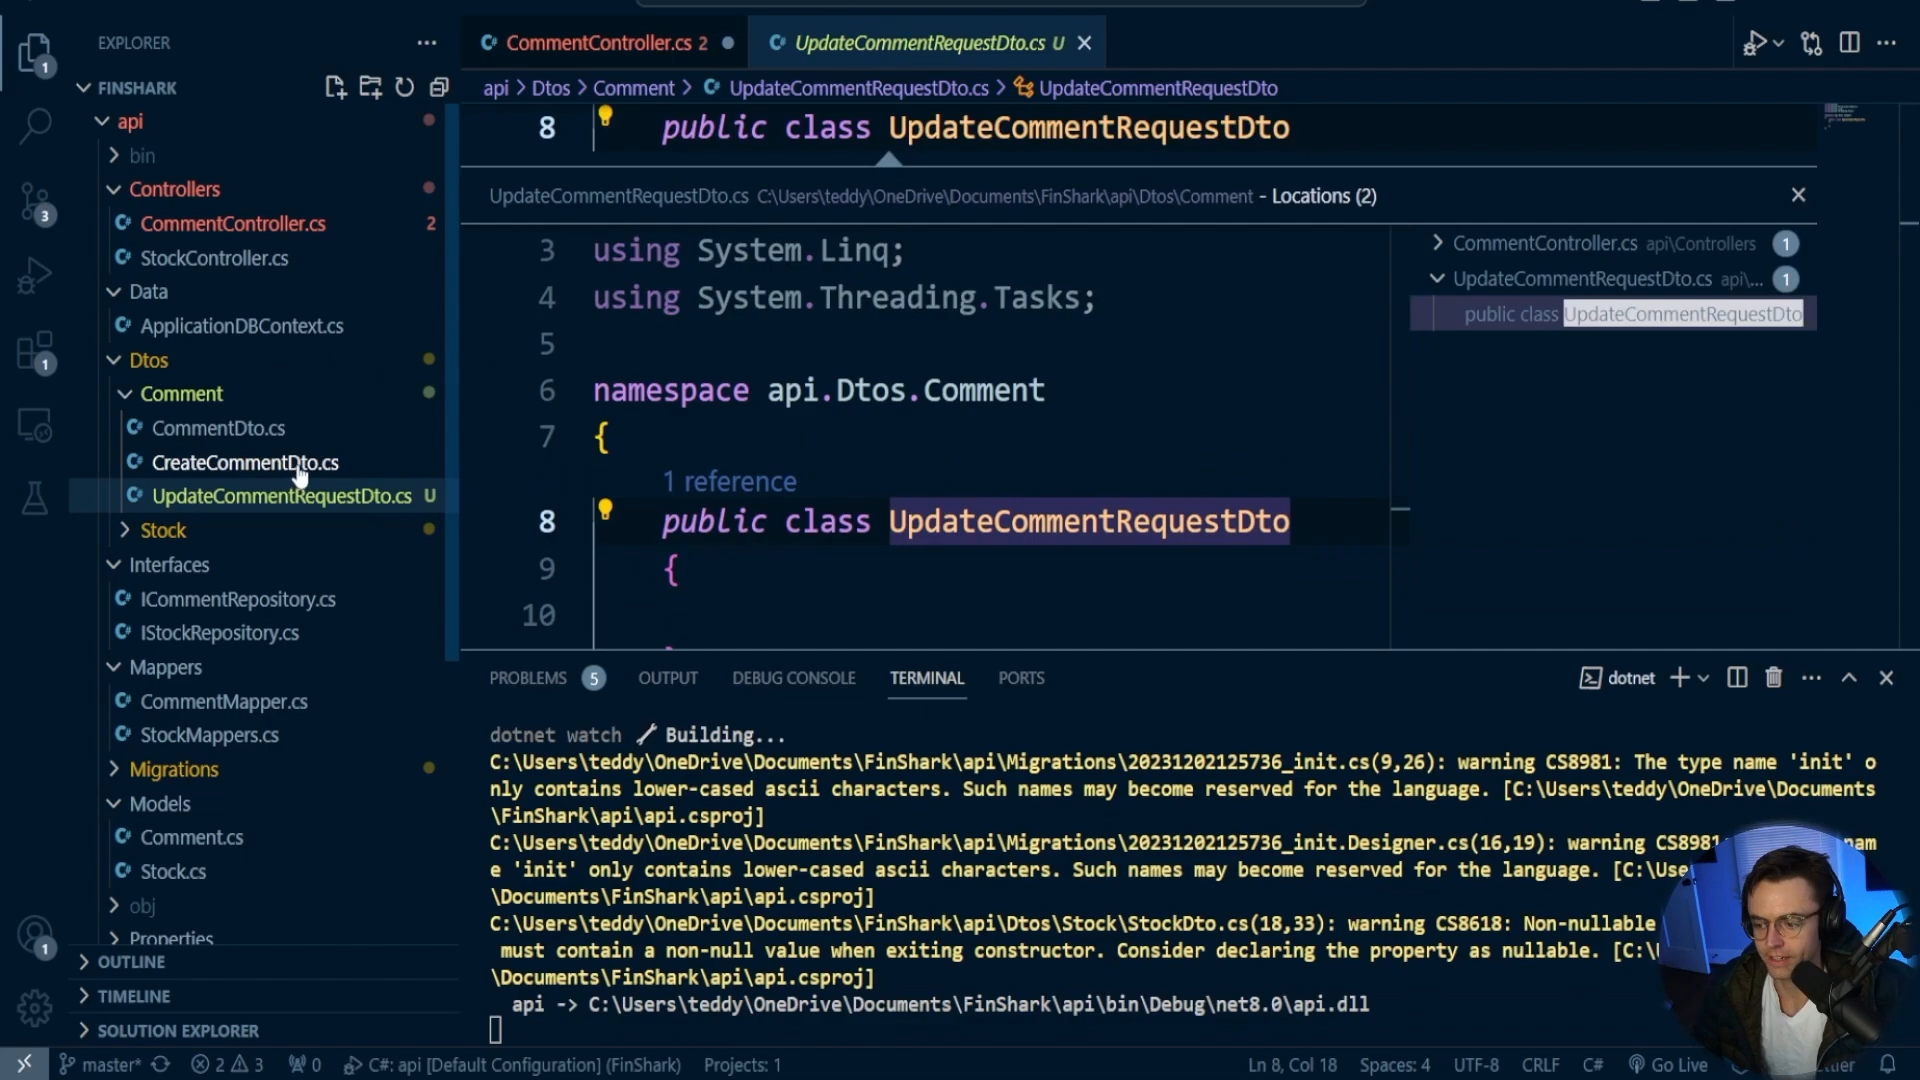 EXPLORER
FINSHARK
api
bin
Controllers
CommentController.cs 2
StockController.cs
Data
ApplicationDBContext.cs
Dtos
Comment
CommentDto.cs
CreateCommentDto.cs
UpdateCommentRequestDto.cs U
Stock
Interfaces
ICommentRepository.cs
IStockRepository.cs
Mappers
CommentMapper.cs
StockMappers.cs
Migrations
Models
Comment.cs
Stock.cs
obj
Properties
OUTLINE
TIMELINE
SOLUTION EXPLORER
1
3
1
1
CommentController.cs 2
UpdateCommentRequestDto.cs U
api > Dtos > Comment > UpdateCommentRequestDto.cs > UpdateCommentRequestDto
8 public class UpdateCommentRequestDto
UpdateCommentRequestDto.cs C:\Users\teddy\OneDrive\Documents\FinShark\api\Dtos\Comment - Locations (2)
3 using System.Linq;
4 using System.Threading.Tasks;
5
6 namespace api.Dtos.Comment
7 {
1 reference
8 public class UpdateCommentRequestDto
9 {
10
CommentController.cs api\Controllers 1
UpdateCommentRequestDto.cs api\... 1
public class UpdateCommentRequestDto
PROBLEMS 5 OUTPUT DEBUG CONSOLE TERMINAL PORTS
dotnet
dotnet watch Building...
C:\Users\teddy\OneDrive\Documents\FinShark\api\Migrations\20231202125736_init.cs(9,26): warning CS8981: The type name 'init' o
nly contains lower-cased ascii characters. Such names may become reserved for the language. [C:\Users\teddy\OneDrive\Documents
\FinShark\api\api.csproj]
C:\Users\teddy\OneDrive\Documents\FinShark\api\Migrations\20231202125736_init.Designer.cs(16,19): warning CS8981 nam
e 'init' only contains lower-cased ascii characters. Such names may become reserved for the language. [C:\Use
\Documents\FinShark\api\api.csproj]
C:\Users\teddy\OneDrive\Documents\FinShark\api\Dtos\Stock\StockDto.cs(18,33): warning CS8618: Non-nullable
must contain a non-null value when exiting constructor. Consider declaring the property as nullable. [C:\
\Documents\FinShark\api\api.csproj]
api -> C:\Users\teddy\OneDrive\Documents\FinShark\api\bin\Debug\net8.0\api.dll
master* 2 3 0 C#: api [Default Configuration] (FinShark) Projects: 1 Ln 8, Col 18 Spaces: 4 UTF-8 CRLF C# Go Live